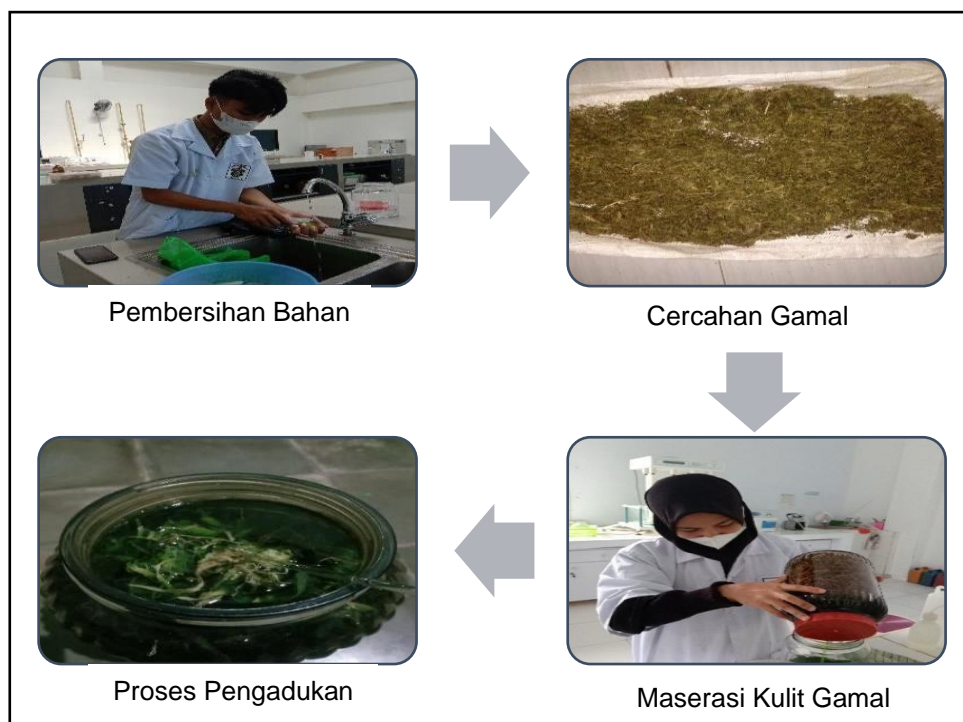 Pembersihan Bahan
Cercahan Gamal
Maserasi Kulit Gamal
Proses Pengadukan